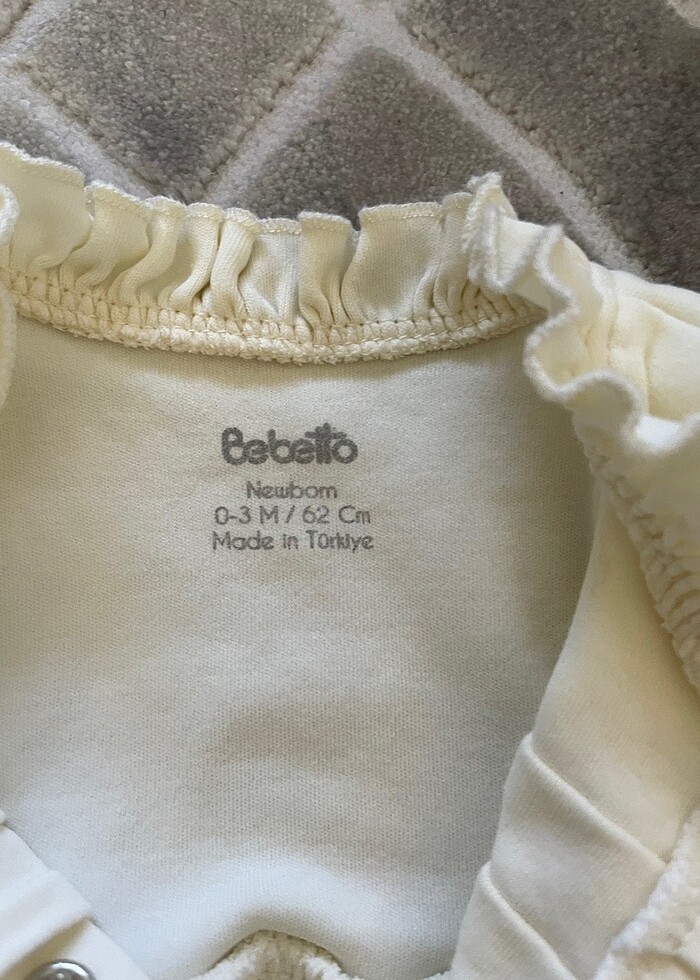 Bebetto
Newborn
0-3 M / 62 Cm
Made in Türkiye